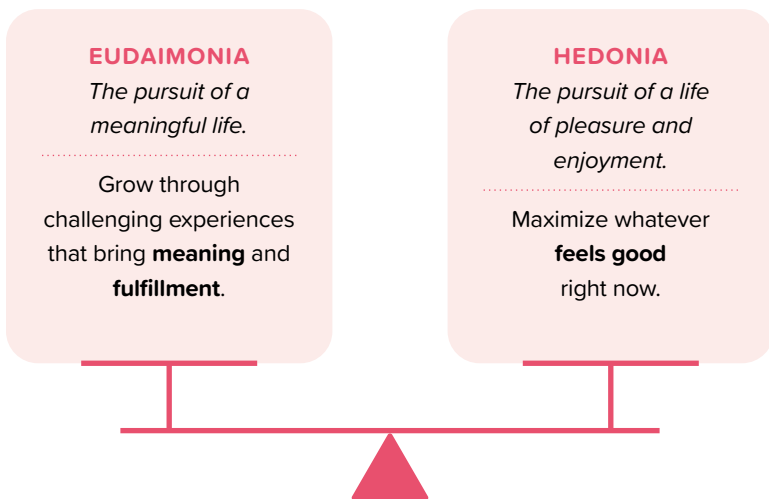 EUDAIMONIA
The pursuit of a
meaningful life.
Grow through
challenging experiences
that bring meaning and
fulfillment.
HEDONIA
The pursuit of a life
of pleasure and
enjoyment.
Maximize whatever
feels good
right now.